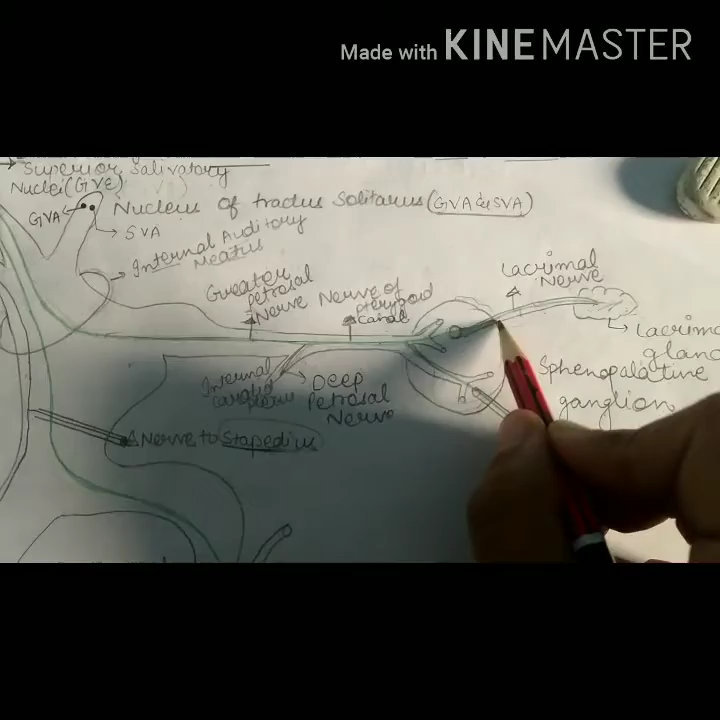 Made with KINEMASTER
→ Superior Salivatory
Nuclei (GVE)
Nucleus of tractus Solitarius (GVA & SVA)
GVA
SVA
Internal Auditory
Meatus
Greater
petrosal
Nerve
Nerve of
pterygoid
canal
Lacrimal
Nerve
Lacrima
gland
Sphenopalatine
ganglion
Internal
carotid
plexus
Deep
Petrosal
Nerve
Nerve to Stapedius